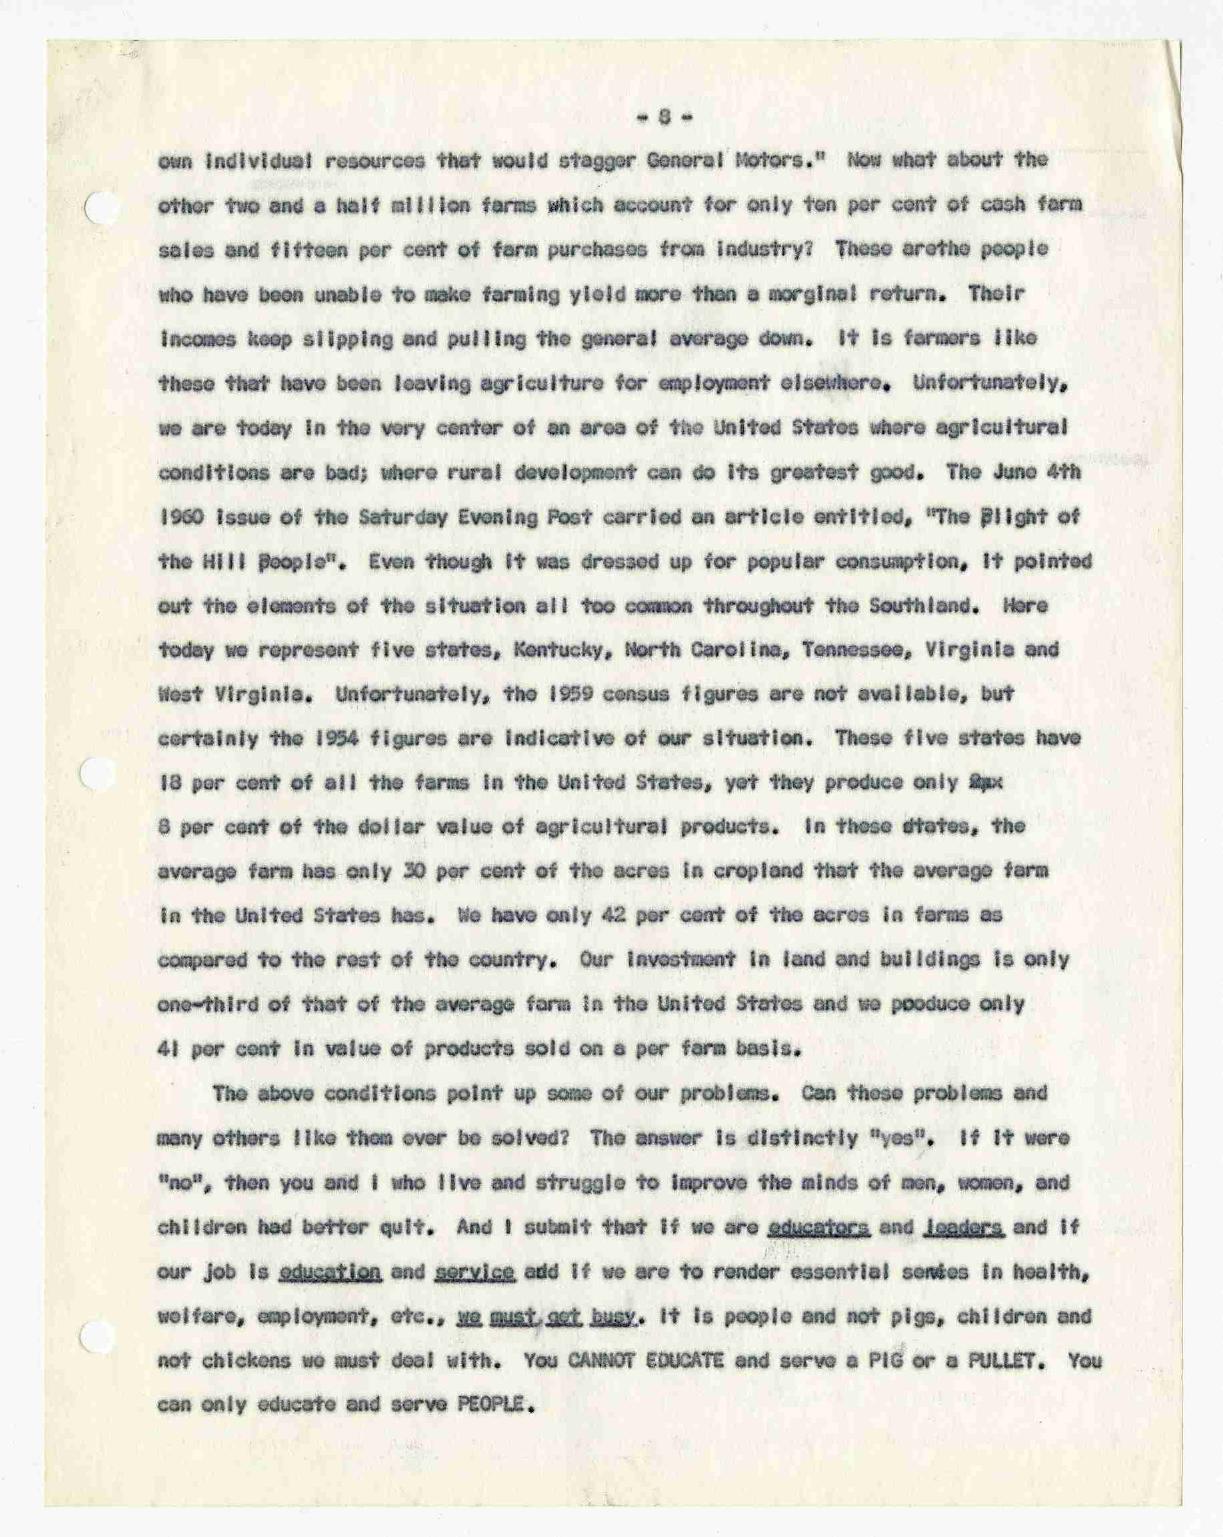 - 8 -
own individual resources that would stagger General Motors."  Now what about the
other two and a half million farms which account for only ten per cent of cash farm
sales and fifteen per cent of farm purchases from industry?  These arethe people
who have been unable to make farming yield more than a morginal return.  Their
incomes keep slipping and pulling the general average down.  It is farmers like
these that have been leaving agriculture for employment elsewhere.  Unfortunately,
we are today in the very center of an area of the United States where agricultural
conditions are bad; where rural development can do its greatest good.  The June 4th
1960 issue of the Saturday Evening Post carried an article entitled, "The Plight of
the Hill People".  Even though it was dressed up for popular consumption, it pointed
out the elements of the situation all too common throughout the Southland.  Here
today we represent five states, Kentucky, North Carolina, Tennessee, Virginia and
West Virginia.  Unfortunately, the 1959 census figures are not available, but
certainly the 1954 figures are indicative of our situation.  These five states have
18 per cent of all the farms in the United States, yet they produce only
8 per cent of the dollar value of agricultural products.  In these dtates, the
average farm has only 30 per cent of the acres in cropland that the average farm
in the United States has.  We have only 42 per cent of the acres in farms as
compared to the rest of the country.  Our investment in land and buildings is only
one-third of that of the average farm in the United States and we pooduce only
41 per cent in value of products sold on a per farm basis.
The above conditions point up some of our problems.  Can these problems and
many others like them ever be solved?  The answer is distinctly "yes".  If it were
"no", then you and I who live and struggle to improve the minds of men, women, and
children had better quit.  And I submit that if we are educators and leaders and if
our job is education and service add if we are to render essential in health,
welfare, employment, etc., we must get busy. It is people and not pigs, children and
not chickens we must deal with.  You CANNOT EDUCATE and serve a PIG or a PULLET.  You
can only educate and serve PEOPLE.